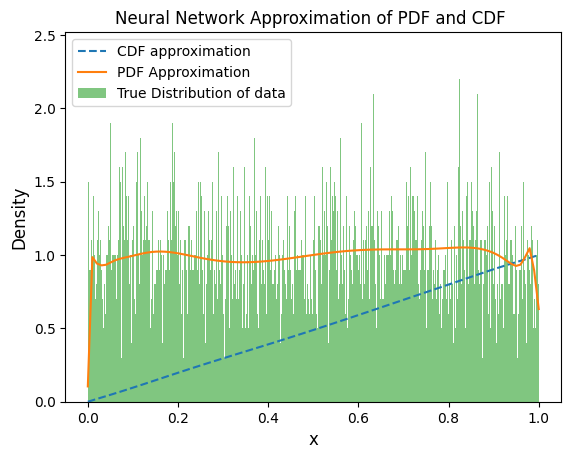 Neural Network Approximation of PDF and CDF
CDF approximation
PDF Approximation
True Distribution of data
Density
2.5
2.0
1.5
1.0
0.5
0.0
0.0 0.2 0.4 0.6 0.8 1.0
x